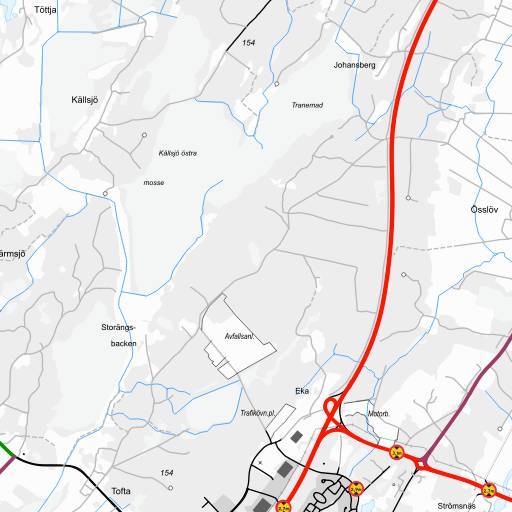 Töttja
154
Johansberg
Källsjö
Tranemad
Källsjö östra
mosse
Össlöv
ärmsjö
Storängs-
backen
Avfallsanl.
Eka
Trafikövn.pl.
Motorb.
154
Tofta
Strömsnäs